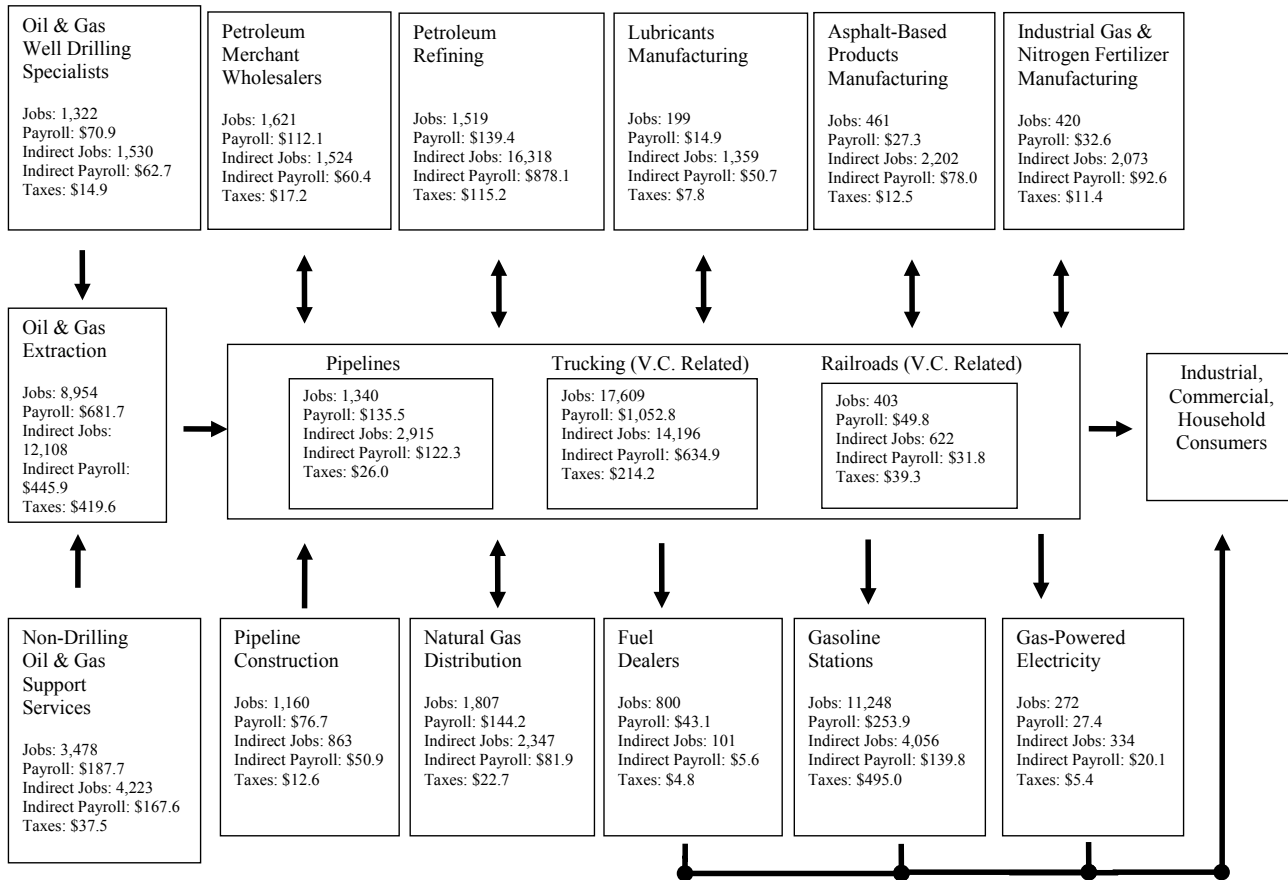 Oil & Gas
Well Drilling
Specialists
Jobs: 1,322
Payroll: $70.9
Indirect Jobs: 1,530
Indirect Payroll: $62.7
Taxes: $14.9
Petroleum
Merchant
Wholesalers
Jobs: 1,621
Payroll: $112.1
Indirect Jobs: 1,524
Indirect Payroll: $60.4
Taxes: $17.2
Petroleum
Refining
Jobs: 1,519
Payroll: $139.4
Indirect Jobs: 16,318
Indirect Payroll: $878.1
Taxes: $115.2
Lubricants
Manufacturing
Jobs: 199
Payroll: $14.9
Indirect Jobs: 1,359
Indirect Payroll: $50.7
Taxes: $7.8
Asphalt-Based
Products
Manufacturing
Jobs: 461
Payroll: $27.3
Indirect Jobs: 2,202
Indirect Payroll: $78.0
Taxes: $12.5
Industrial Gas &
Nitrogen Fertilizer
Manufacturing
Jobs: 420
Payroll: $32.6
Indirect Jobs: 2,073
Indirect Payroll: $92.6
Taxes: $11.4
Oil & Gas
Extraction
Jobs: 8,954
Payroll: $681.7
Indirect Jobs:
12,108
Indirect Payroll:
$445.9
Taxes: $419.6
Pipelines
Jobs: 1,340
Payroll: $135.5
Indirect Jobs: 2,915
Indirect Payroll: $122.3
Taxes: $26.0
Trucking (V.C. Related)
Jobs: 17,609
Payroll: $1,052.8
Indirect Jobs: 14,196
Indirect Payroll: $634.9
Taxes: $214.2
Railroads (V.C. Related)
Jobs: 403
Payroll: $49.8
Indirect Jobs: 622
Indirect Payroll: $31.8
Taxes: $39.3
Industrial,
Commercial,
Household
Consumers
Non-Drilling
Oil & Gas
Support
Services
Jobs: 3,478
Payroll: $187.7
Indirect Jobs: 4,223
Indirect Payroll: $167.6
Taxes: $37.5
Pipeline
Construction
Jobs: 1,160
Payroll: $76.7
Indirect Jobs: 863
Indirect Payroll: $50.9
Taxes: $12.6
Natural Gas
Distribution
Jobs: 1,807
Payroll: $144.2
Indirect Jobs: 2,347
Indirect Payroll: $81.9
Taxes: $22.7
Fuel
Dealers
Jobs: 800
Payroll: $43.1
Indirect Jobs: 101
Indirect Payroll: $5.6
Taxes: $4.8
Gasoline
Stations
Jobs: 11,248
Payroll: $253.9
Indirect Jobs: 4,056
Indirect Payroll: $139.8
Taxes: $495.0
Gas-Powered
Electricity
Jobs: 272
Payroll: 27.4
Indirect Jobs: 334
Indirect Payroll: $20.1
Taxes: $5.4